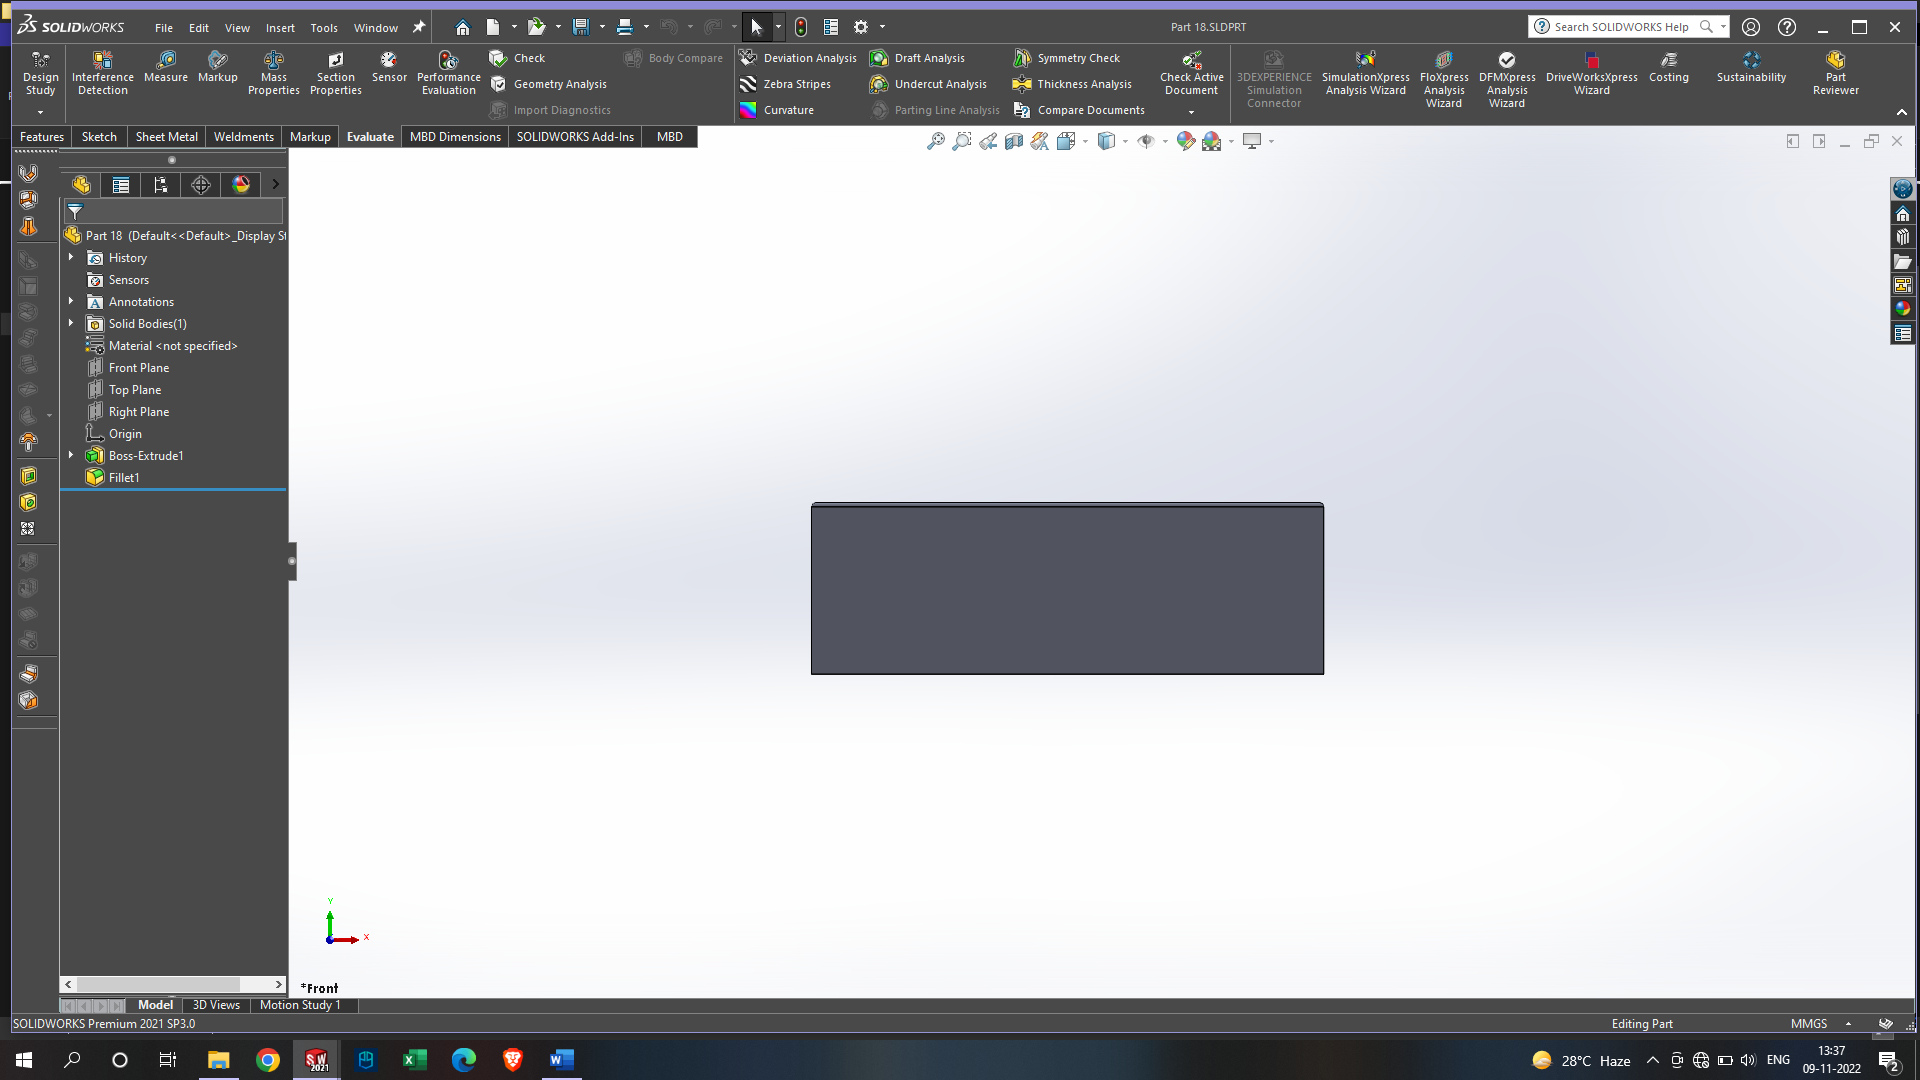 SOLIDWORKS File Edit View Insert Tools Window Part 18.SLDPRT Search SOLIDWORKS Help
Design Study
Interference Detection
Measure
Markup
Mass Properties
Section Properties
Sensor
Performance Evaluation
Check
Geometry Analysis
Import Diagnostics
Body Compare
Deviation Analysis
Zebra Stripes
Curvature
Draft Analysis
Undercut Analysis
Parting Line Analysis
Symmetry Check
Thickness Analysis
Compare Documents
Check Active Document
3DEXPERIENCE Simulation Connector
SimulationXpress Analysis Wizard
FloXpress Analysis Wizard
DFMXpress Analysis Wizard
DriveWorksXpress Wizard
Costing
Sustainability
Part Reviewer
Features Sketch Sheet Metal Weldments Markup Evaluate MBD Dimensions SOLIDWORKS Add-Ins MBD
Part 18 (Default<<Default>_Display St
History
Sensors
Annotations
Solid Bodies(1)
Material <not specified>
Front Plane
Top Plane
Right Plane
Origin
Boss-Extrude1
Fillet1
Y
X
*Front
Model 3D Views Motion Study 1
SOLIDWORKS Premium 2021 SP3.0 Editing Part MMGS
28°C Haze ENG 13:37
09-11-2022
2